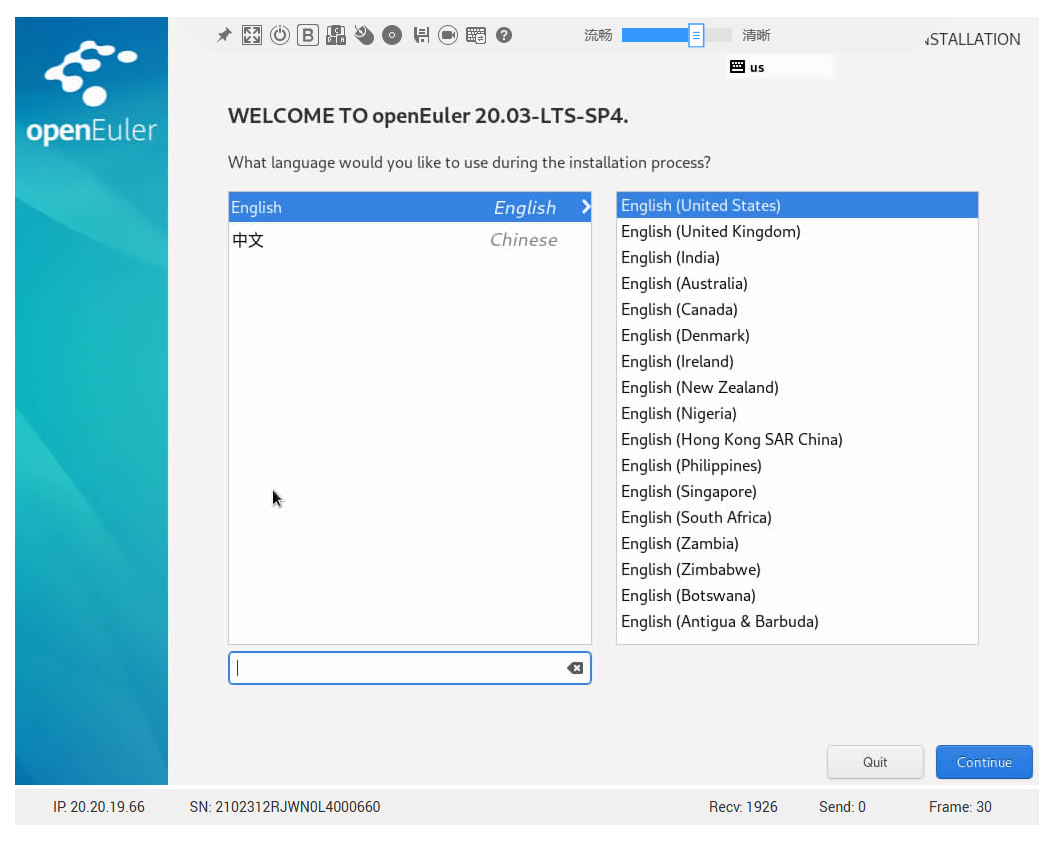 openEuler
B
流畅
清晰
INSTALLATION
us
WELCOME TO openEuler 20.03-LTS-SP4.
What language would you like to use during the installation process?
English English
中文 Chinese
English (United States)
English (United Kingdom)
English (India)
English (Australia)
English (Canada)
English (Denmark)
English (Ireland)
English (New Zealand)
English (Nigeria)
English (Hong Kong SAR China)
English (Philippines)
English (Singapore)
English (South Africa)
English (Zambia)
English (Zimbabwe)
English (Botswana)
English (Antigua & Barbuda)
Quit
Continue
IP: 20.20.19.66 SN: 2102312RJWN0L4000660 Recv: 1926 Send: 0 Frame: 30